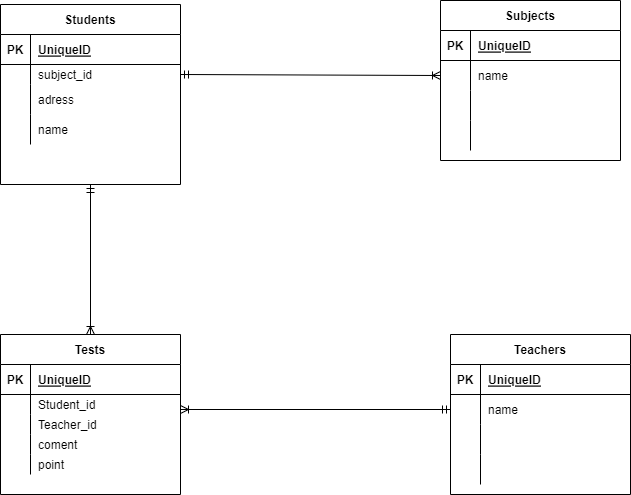 Students
PK UniqueID
subject_id
adress
name
Subjects
PK UniqueID
name
Tests
PK UniqueID
Student_id
Teacher_id
coment
point
Teachers
PK UniqueID
name